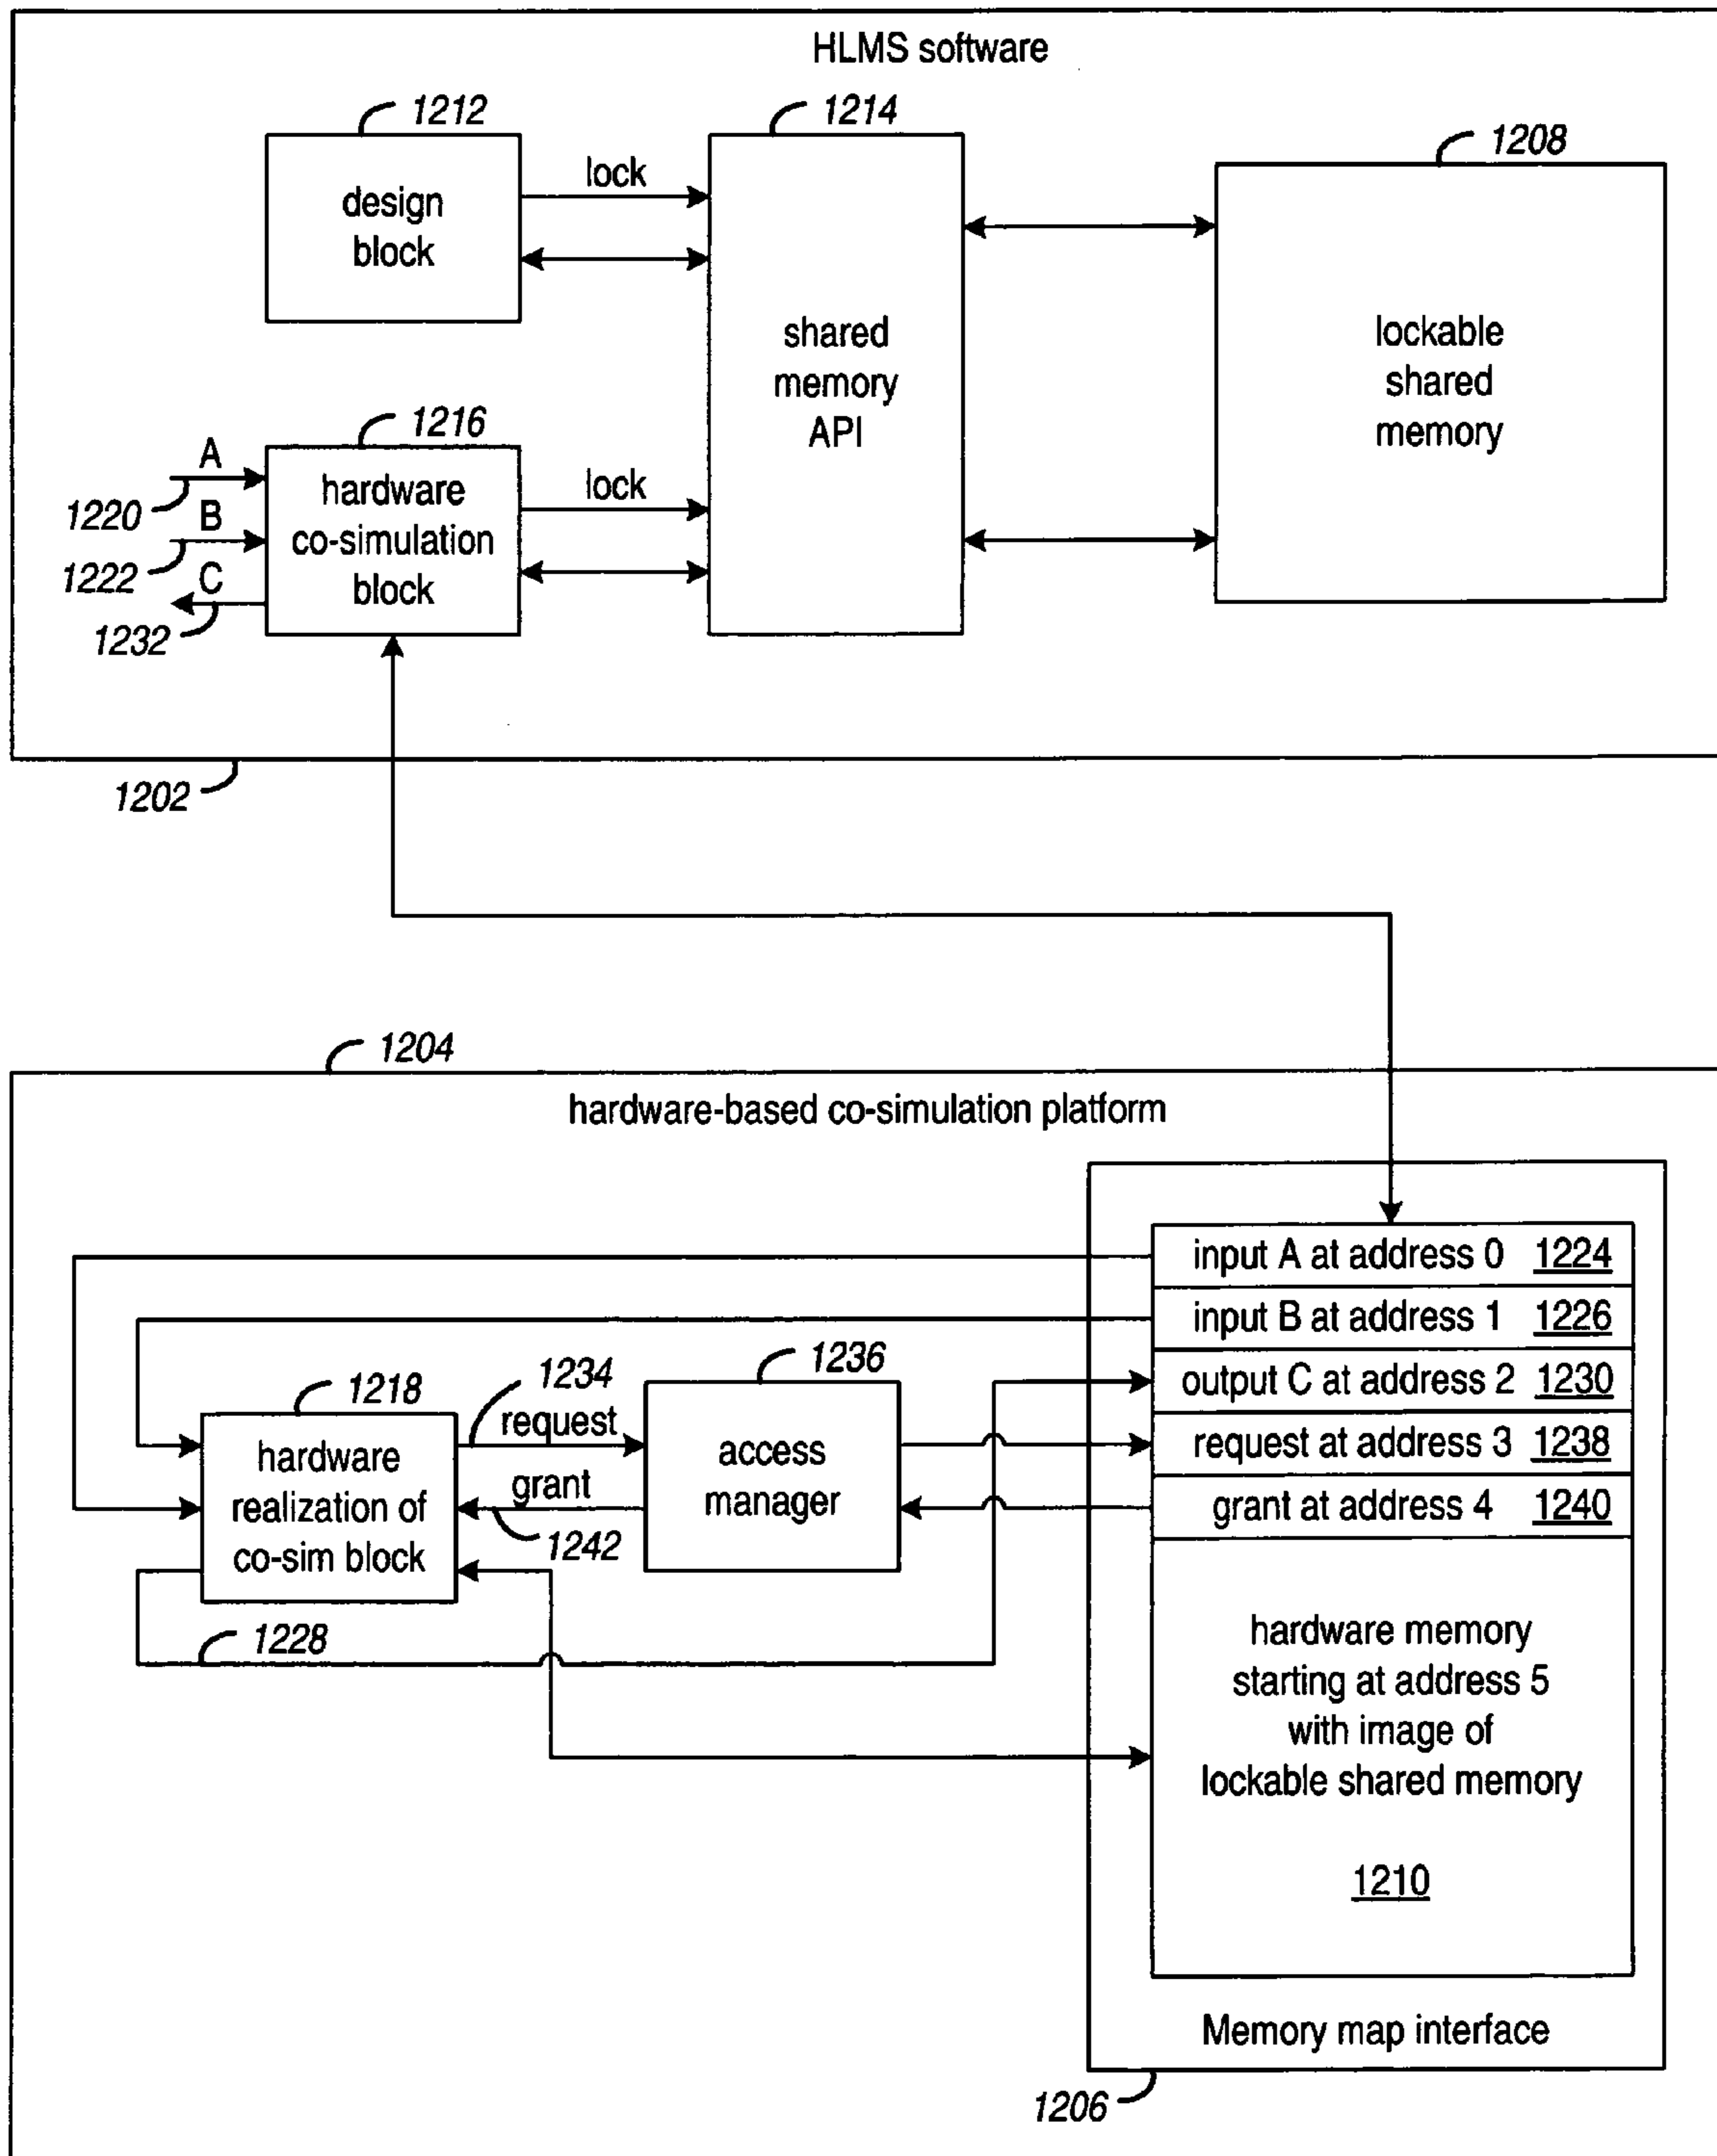 HLMS software
1212
1214
1208
design
block
lock
shared
memory
API
lockable
shared
memory
1216
A
1220
B
1222
C
1232
hardware
co-simulation
block
lock
1202
1204
hardware-based co-simulation platform
input A at address 0 1224
input B at address 1 1226
output C at address 2 1230
request at address 3 1238
grant at address 4 1240
1218
1234
1236
request
hardware
realization of
co-sim block
grant
1242
access
manager
1228
hardware memory
starting at address 5
with image of
lockable shared memory
1210
Memory map interface
1206